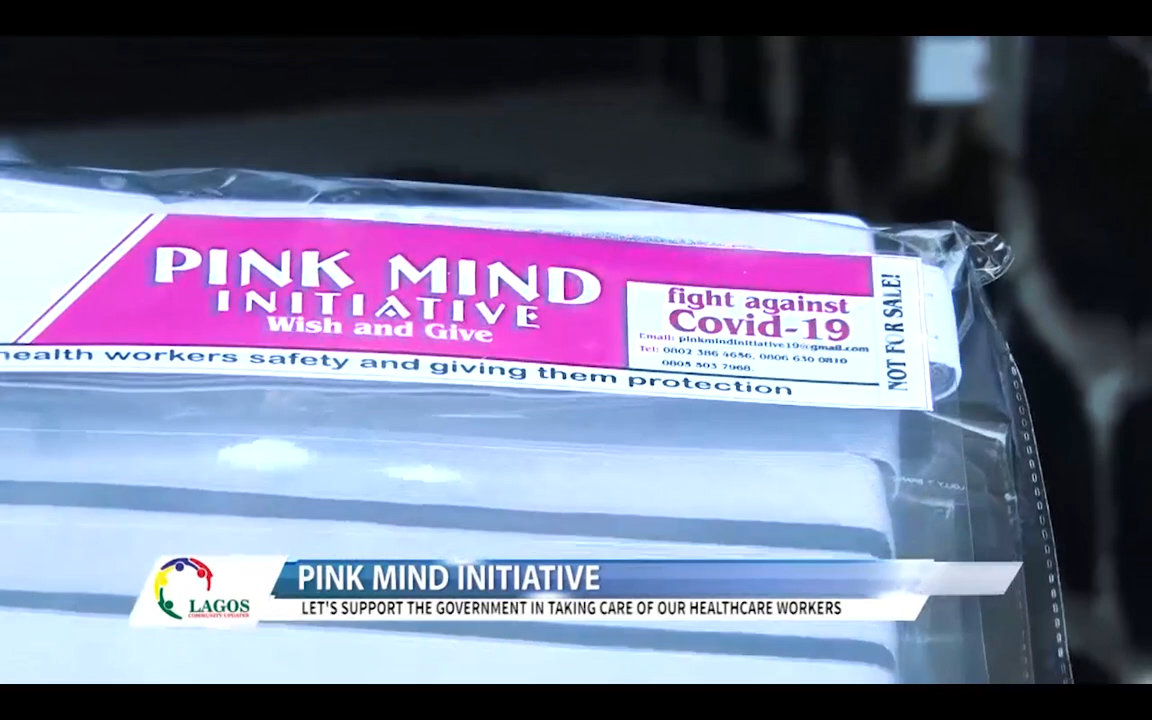 PINK MIND
INITIATIVE
Wish and Give
fight against
Covid-19
Email: pinkmindinitiative19@gmail.com
Tel: 0802 386 4656, 0806 630 0810
0805 503 7968.
NOT FOR SALE!
health workers safety and giving them protection
PINK MIND INITIATIVE
LET'S SUPPORT THE GOVERNMENT IN TAKING CARE OF OUR HEALTHCARE WORKERS
LAGOS
COMMUNITY UPDATES